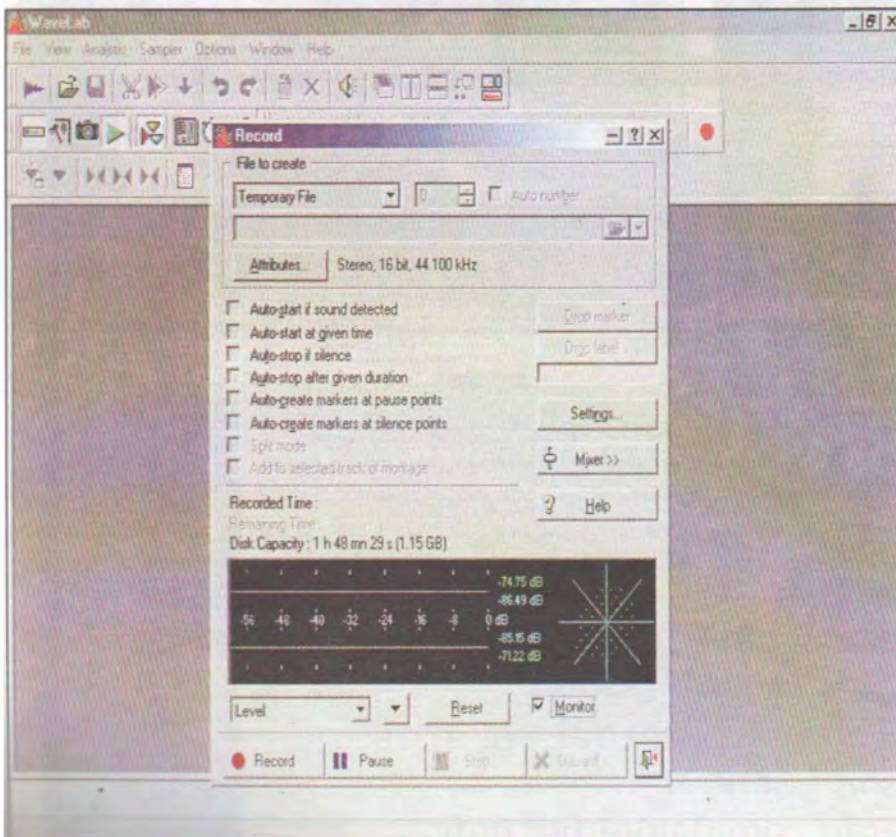 WaveLab
File View Analysis Sampler Options Window Help
Record
File to create
Temporary File 0 Auto number
Attributes... Stereo, 16 bit, 44.100 kHz
Auto-start if sound detected
Drop marker
Auto-start at given time
Drop label
Auto-stop if silence
Auto-stop after given duration
Auto-create markers at pause points
Settings...
Auto-create markers at silence points
Split mode
Add to selected track of montage
Mixer >>
Recorded Time :
Help
Remaining Time :
Disk Capacity : 1 h 48 mn 29 s (1.15 GB)
-74.75 dB
-86.49 dB
-56 -48 -40 -32 -24 -16 -8 0 dB
-85.15 dB
-71.22 dB
Level Reset Monitor
Record Pause Stop Discard